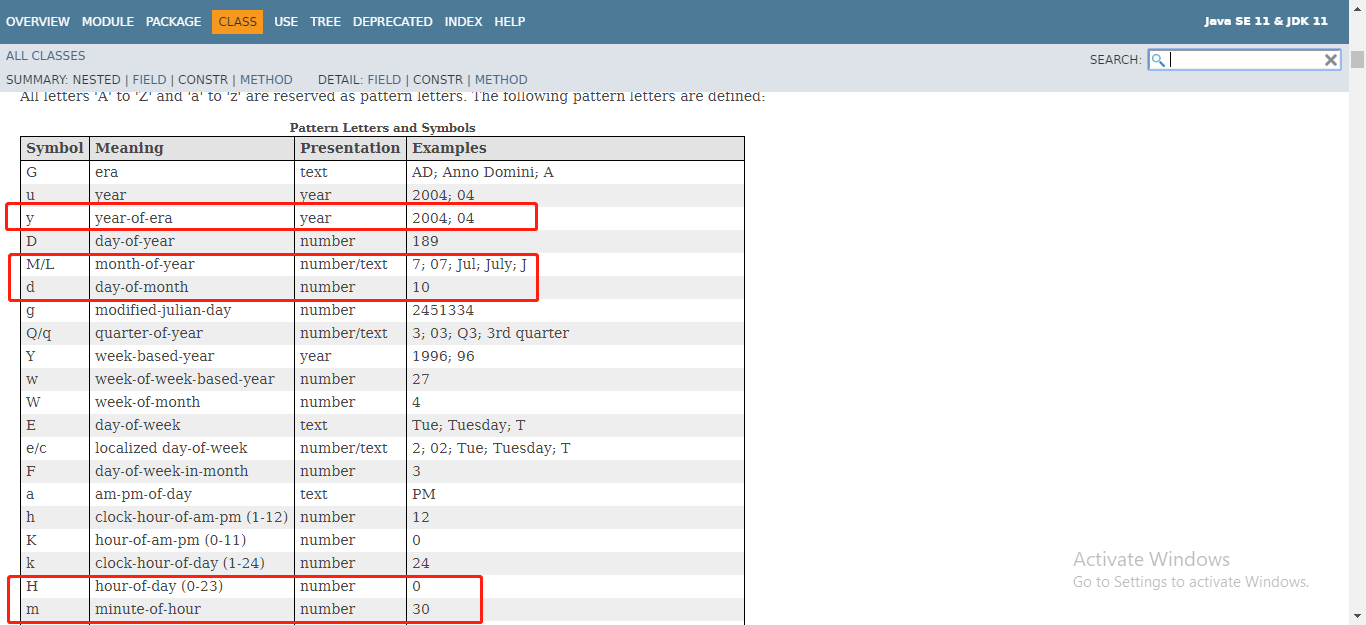 OVERVIEW MODULE PACKAGE CLASS USE TREE DEPRECATED INDEX HELP Java SE 11 & JDK 11
ALL CLASSES SEARCH:
SUMMARY: NESTED | FIELD | CONSTR | METHOD DETAIL: FIELD | CONSTR | METHOD
All letters 'A' to 'Z' and 'a' to 'z' are reserved as pattern letters. The following pattern letters are defined:
Pattern Letters and Symbols
Symbol Meaning Presentation Examples
G era text AD; Anno Domini; A
u year year 2004; 04
y year-of-era year 2004; 04
D day-of-year number 189
M/L month-of-year number/text 7; 07; Jul; July; J
d day-of-month number 10
g modified-julian-day number 2451334
Q/q quarter-of-year number/text 3; 03; Q3; 3rd quarter
Y week-based-year year 1996; 96
w week-of-week-based-year number 27
W week-of-month number 4
E day-of-week text Tue; Tuesday; T
e/c localized day-of-week number/text 2; 02; Tue; Tuesday; T
F day-of-week-in-month number 3
a am-pm-of-day text PM
h clock-hour-of-am-pm (1-12) number 12
K hour-of-am-pm (0-11) number 0
k clock-hour-of-day (1-24) number 24
H hour-of-day (0-23) number 0
m minute-of-hour number 30
Activate Windows
Go to Settings to activate Windows.